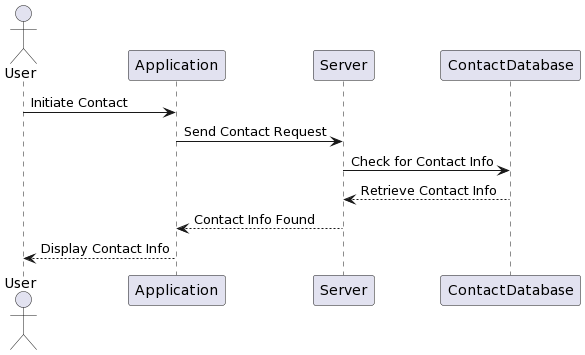 User
Application
Server
ContactDatabase
Initiate Contact
Send Contact Request
Check for Contact Info
Retrieve Contact Info
Contact Info Found
Display Contact Info
User
Application
Server
ContactDatabase